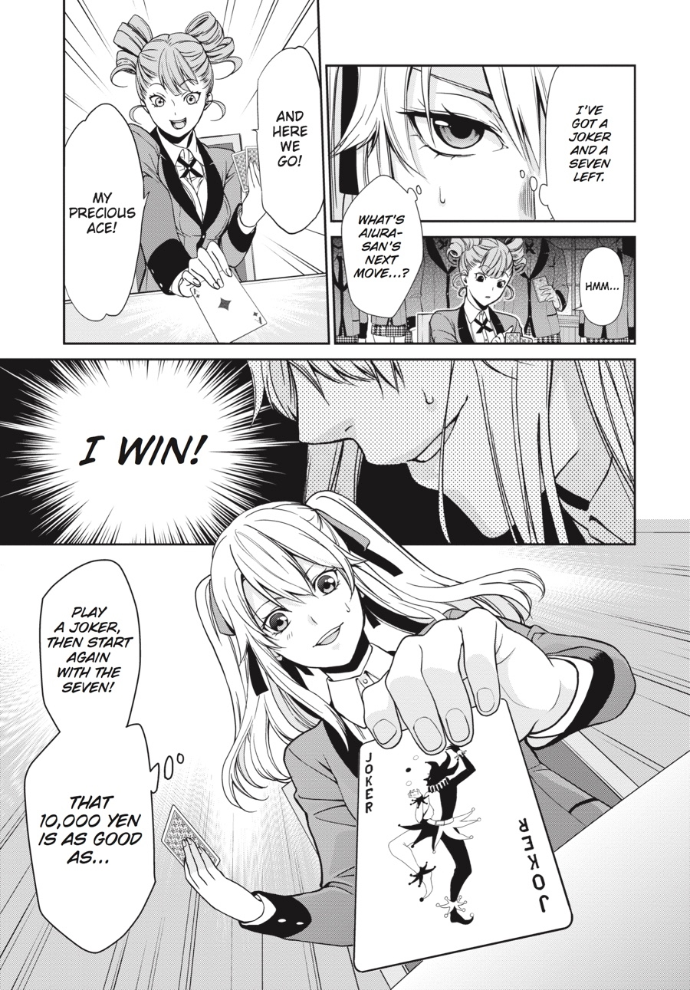 I'VE
GOT A
JOKER
AND A
SEVEN
LEFT.
HMM...
WHAT'S
AIURA-
SAN'S
NEXT
MOVE...?
AND
HERE
WE
GO!
MY
PRECIOUS
ACE!
I WIN!
PLAY
A JOKER,
THEN START
AGAIN
WITH THE
SEVEN!
THAT
10,000 YEN
IS AS GOOD
AS...
JOKER
JOKER